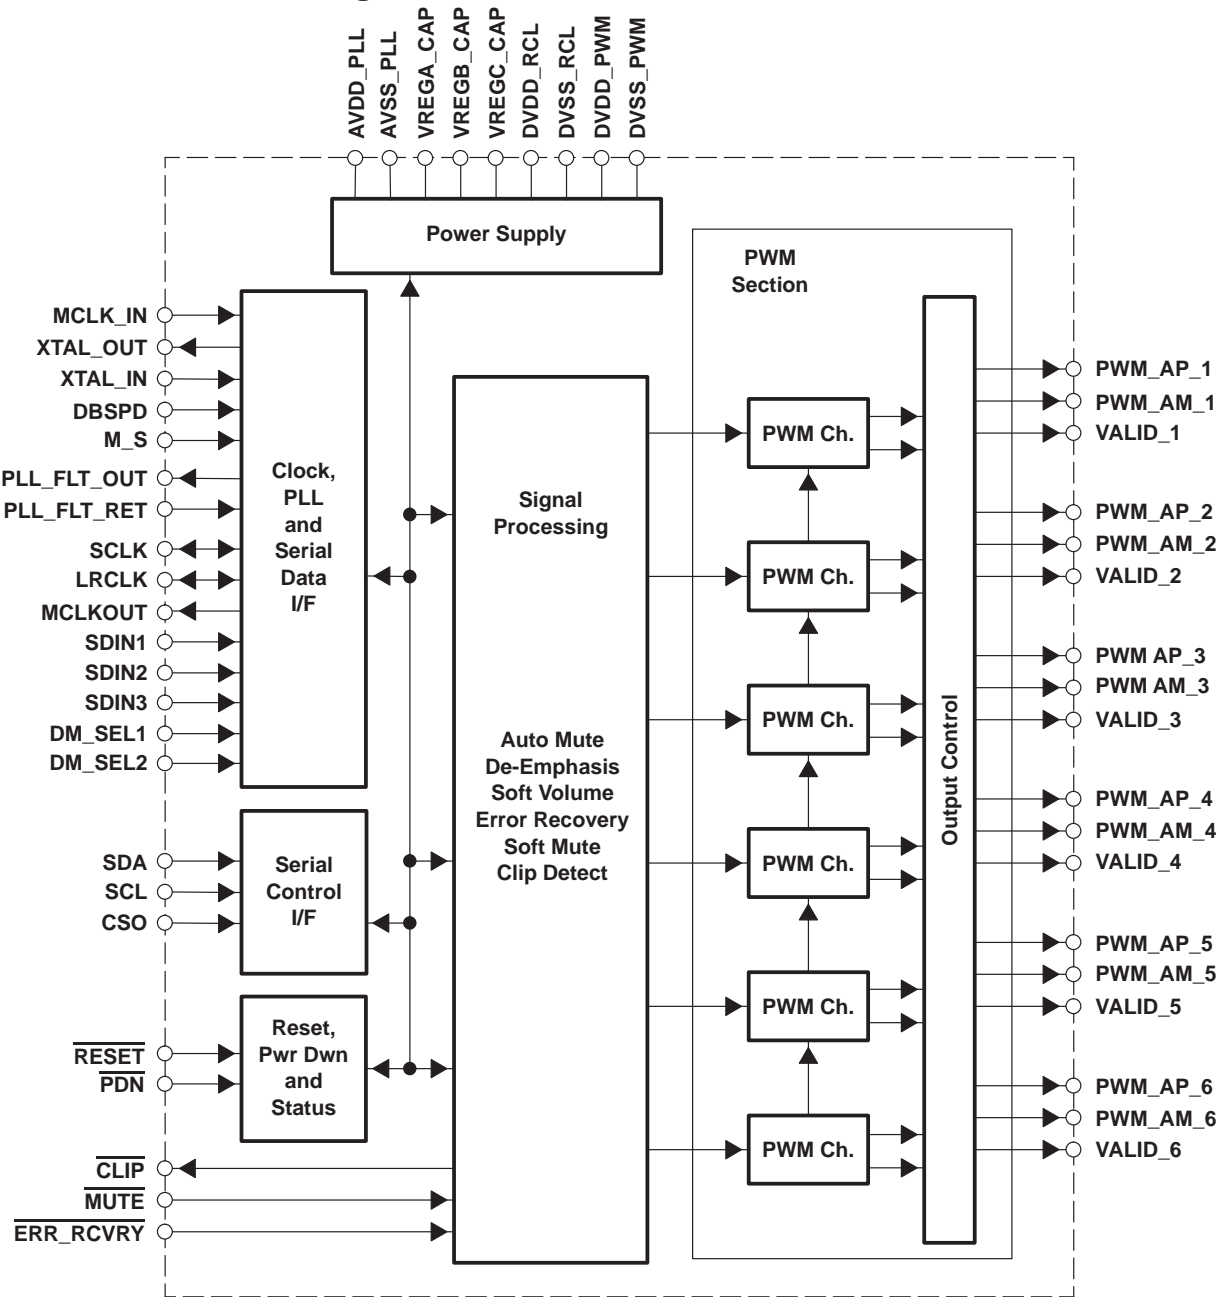 AVDD_PLL
AVSS_PLL
VREGA_CAP
VREGB_CAP
VREGC_CAP
DVDD_RCL
DVSS_RCL
DVDD_PWM
DVSS_PWM
Power Supply
PWM
Section
MCLK_IN
XTAL_OUT
XTAL_IN
DBSPD
M_S
PLL_FLT_OUT
PLL_FLT_RET
SCLK
LRCLK
MCLKOUT
SDIN1
SDIN2
SDIN3
DM_SEL1
DM_SEL2
Clock,
PLL
and
Serial
Data
I/F
SDA
SCL
CSO
Serial
Control
I/F
RESET
PDN
Reset,
Pwr Dwn
and
Status
CLIP
MUTE
ERR_RCVRY
Signal
Processing
Auto Mute
De-Emphasis
Soft Volume
Error Recovery
Soft Mute
Clip Detect
PWM Ch.
PWM Ch.
PWM Ch.
PWM Ch.
PWM Ch.
PWM Ch.
Output Control
PWM_AP_1
PWM_AM_1
VALID_1
PWM_AP_2
PWM_AM_2
VALID_2
PWM AP_3
PWM AM_3
VALID_3
PWM_AP_4
PWM_AM_4
VALID_4
PWM_AP_5
PWM_AM_5
VALID_5
PWM_AP_6
PWM_AM_6
VALID_6